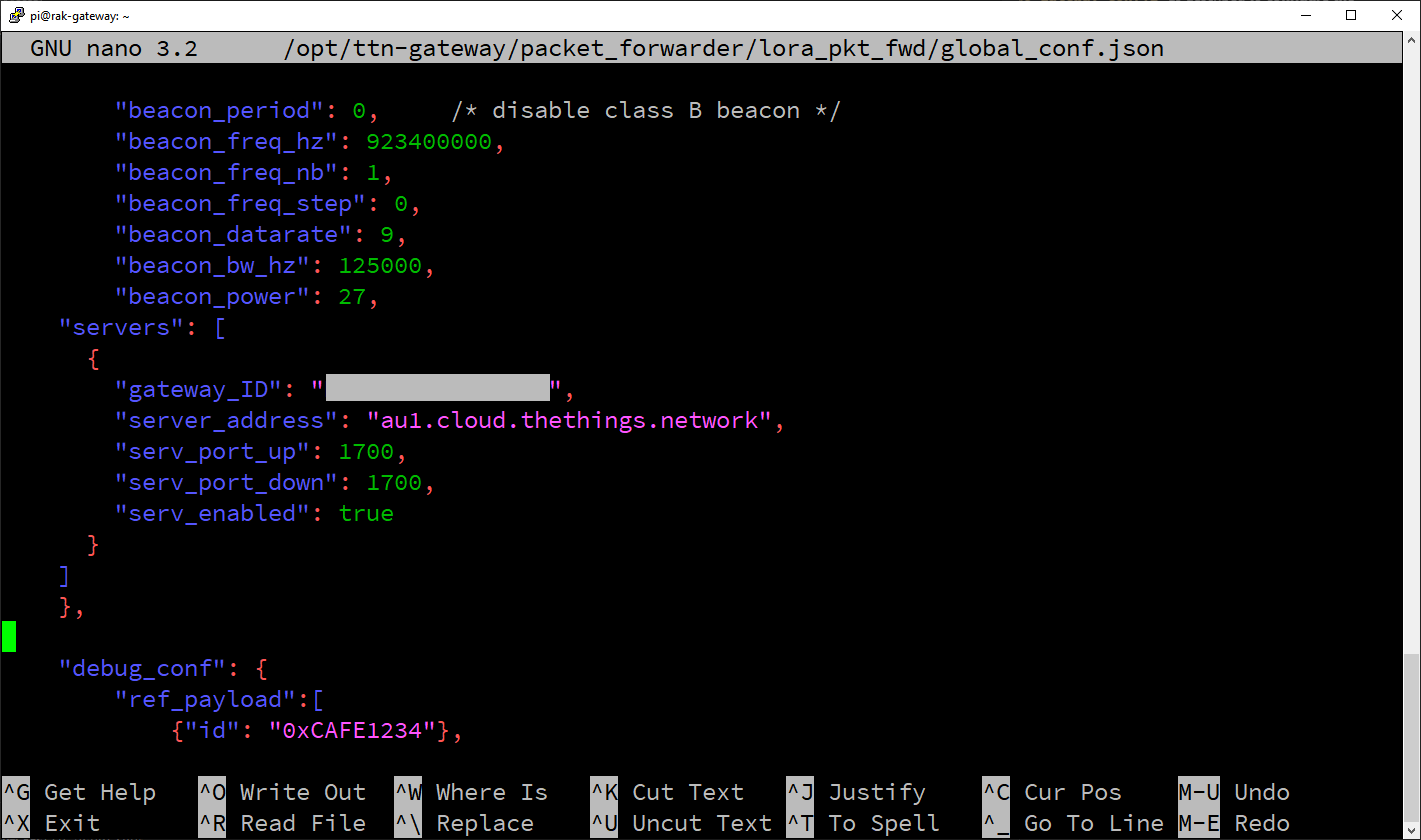 pi@rak-gateway: ~
GNU nano 3.2 /opt/ttn-gateway/packet_forwarder/lora_pkt_fwd/global_conf.json
"beacon_period": 0, /* disable class B beacon */
"beacon_freq_hz": 923400000,
"beacon_freq_nb": 1,
"beacon_freq_step": 0,
"beacon_datarate": 9,
"beacon_bw_hz": 125000,
"beacon_power": 27,
"servers": [
{
"gateway_ID": "",
"server_address": "au1.cloud.thethings.network",
"serv_port_up": 1700,
"serv_port_down": 1700,
"serv_enabled": true
}
]
},
"debug_conf": {
"ref_payload":[
{"id": "0xCAFE1234"},
^G Get Help ^O Write Out ^W Where Is ^K Cut Text ^J Justify ^C Cur Pos M-U Undo
^X Exit ^R Read File ^\ Replace ^U Uncut Text ^T To Spell ^_ Go To Line M-E Redo